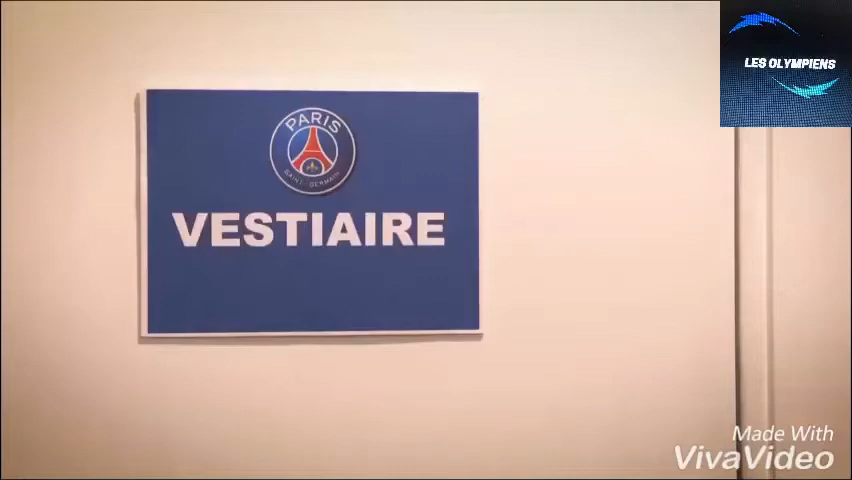 LES OLYMPIENS
PARIS
SAINT-GERMAIN
VESTIAIRE
Made With
VivaVideo